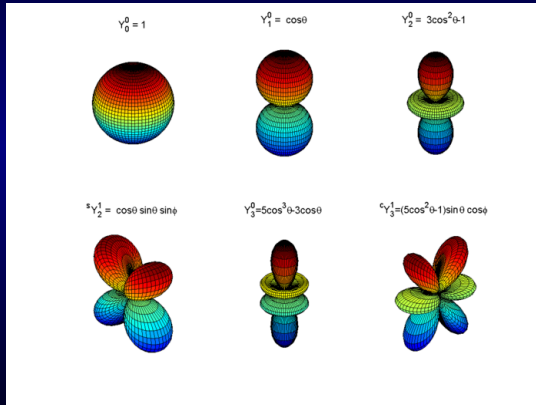 Y₀⁰ = 1
Y₁⁰ = cosθ
Y₂⁰ = 3cos²θ-1
ˢY₂¹ = cosθ sinθ sinϕ
Y₃⁰=5cos³θ-3cosθ
ᶜY₃¹=(5cos²θ-1)sinθ cosϕ